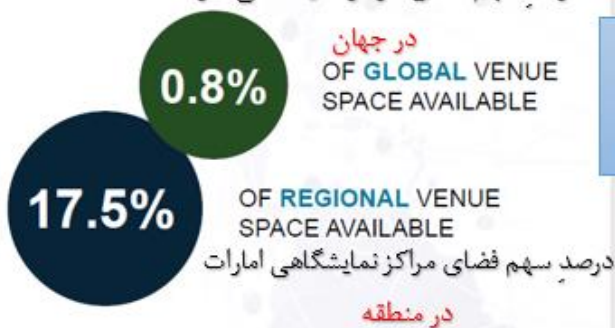 در جهان
0.8%
OF GLOBAL VENUE
SPACE AVAILABLE
17.5%
OF REGIONAL VENUE
SPACE AVAILABLE
درصدِ سهم فضای مراکز نمایشگاهی امارات
در منطقه